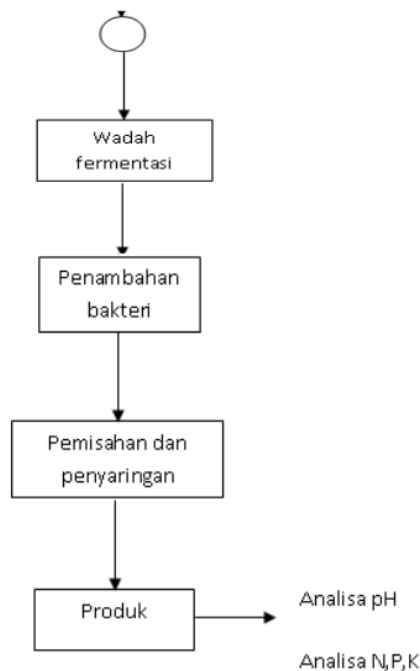 Wadah
fermentasi
Penambahan
bakteri
Pemisahan dan
penyaringan
Produk
Analisa pH
Analisa N,P,K